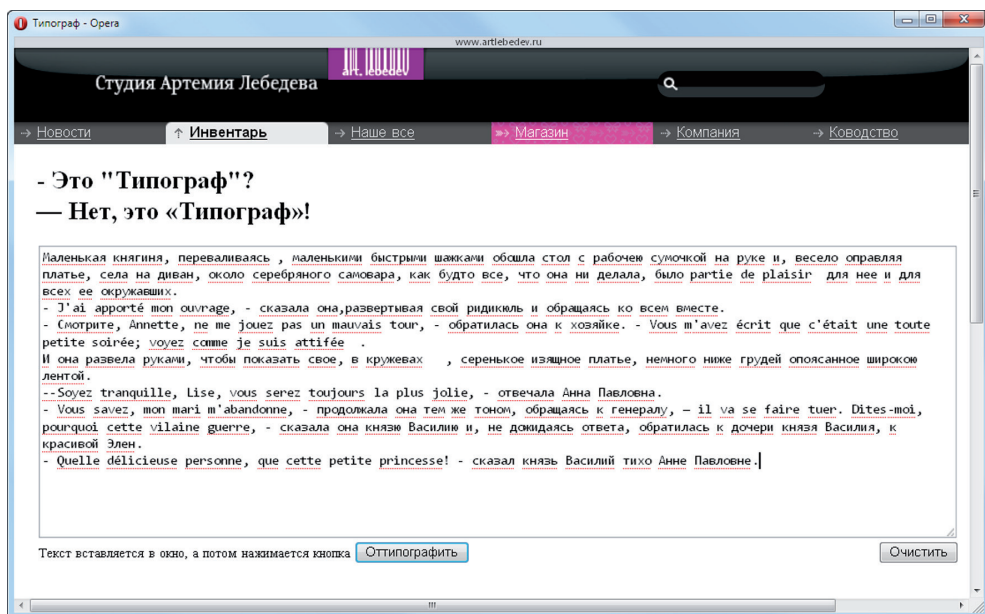 Типограф - Opera
www.artlebedev.ru
art. lebedev
Студия Артемия Лебедева
→ Новости ↑ Инвентарь → Наше все »→ Магазин → Компания → Ководство
- Это "Типограф"?
— Нет, это «Типограф»!
Маленькая княгиня, переваливаясь , маленькими быстрыми шажками обошла стол с рабочею сумочкой на руке и, весело оправляя
платье, села на диван, около серебряного самовара, как будто все, что она ни делала, было partie de plaisir  для нее и для
всех ее окружавших.
- J'ai apporté mon ouvrage, - сказала она,развертывая свой ридикюль и обращаясь ко всем вместе.
- Смотрите, Annette, ne me jouez pas un mauvais tour, - обратилась она к хозяйке. - Vous m'avez écrit que c'était une toute
petite soirée; voyez comme je suis attifée  .
И она развела руками, чтобы показать свое, в кружевах   , серенькое изящное платье, немного ниже грудей опоясанное широкою
лентой.
--Soyez tranquille, Lise, vous serez toujours la plus jolie, - отвечала Анна Павловна.
- Vous savez, mon mari m'abandonne, - продолжала она тем же тоном, обращаясь к генералу, – il va se faire tuer. Dites-moi,
pourquoi cette vilaine guerre, - сказала она князю Василию и, не дожидаясь ответа, обратилась к дочери князя Василия, к
красивой Элен.
- Quelle délicieuse personne, que cette petite princesse! - сказал князь Василий тихо Анне Павловне.
Текст вставляется в окно, а потом нажимается кнопка Оттипографить Очистить